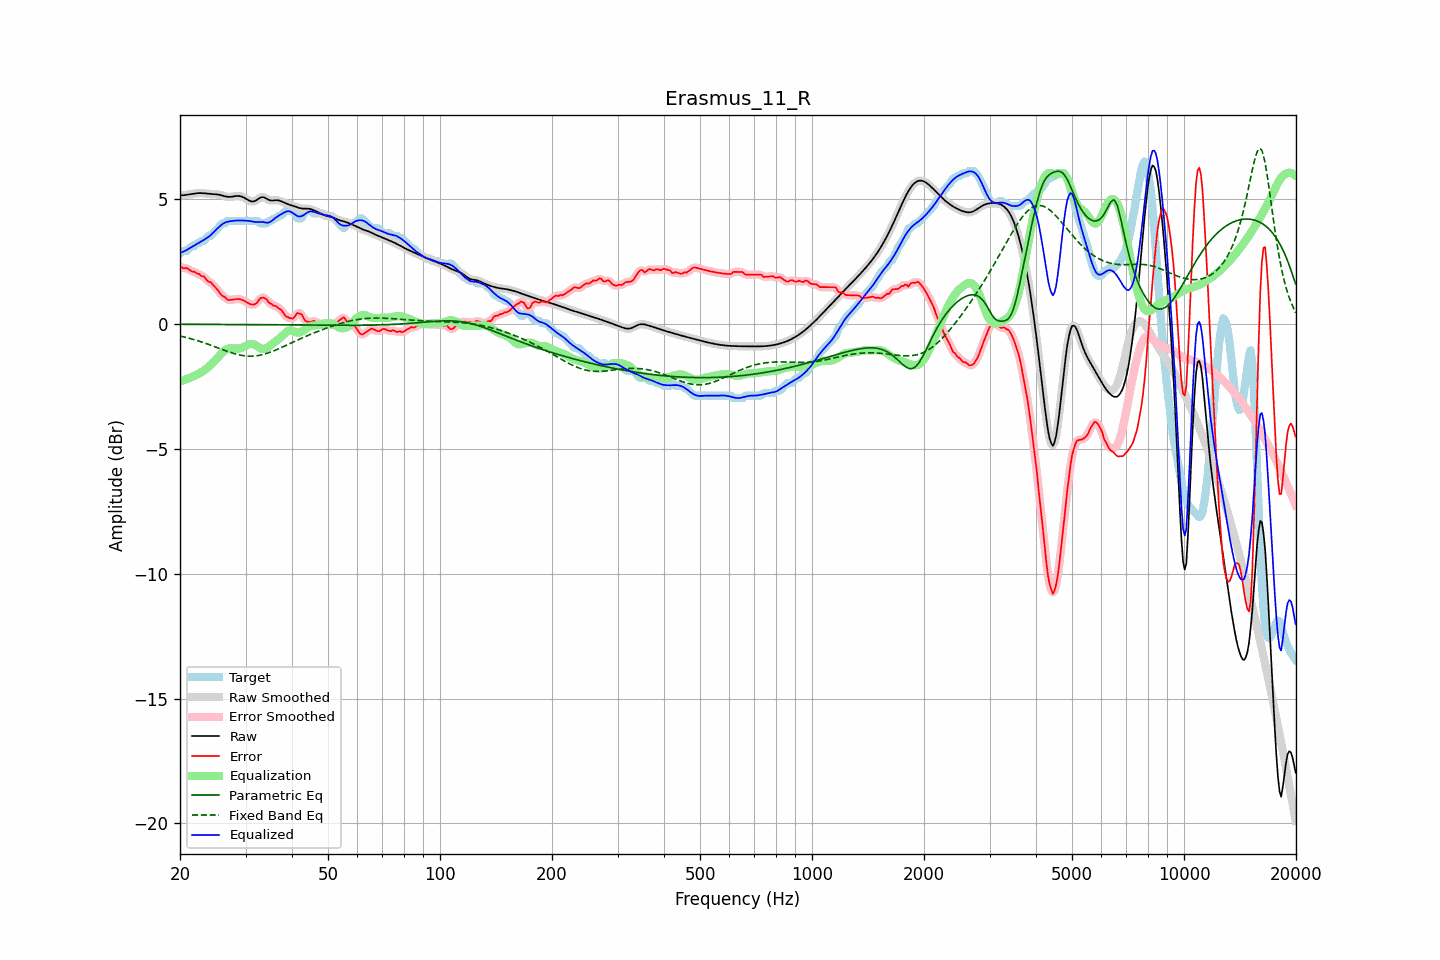 Erasmus_11_R
Amplitude (dBr)
5
0
−5
−10
−15
−20
Target
Raw Smoothed
Error Smoothed
Raw
Error
Equalization
Parametric Eq
Fixed Band Eq
Equalized
20 50 100 200 500 1000 2000 5000 10000 20000
Frequency (Hz)